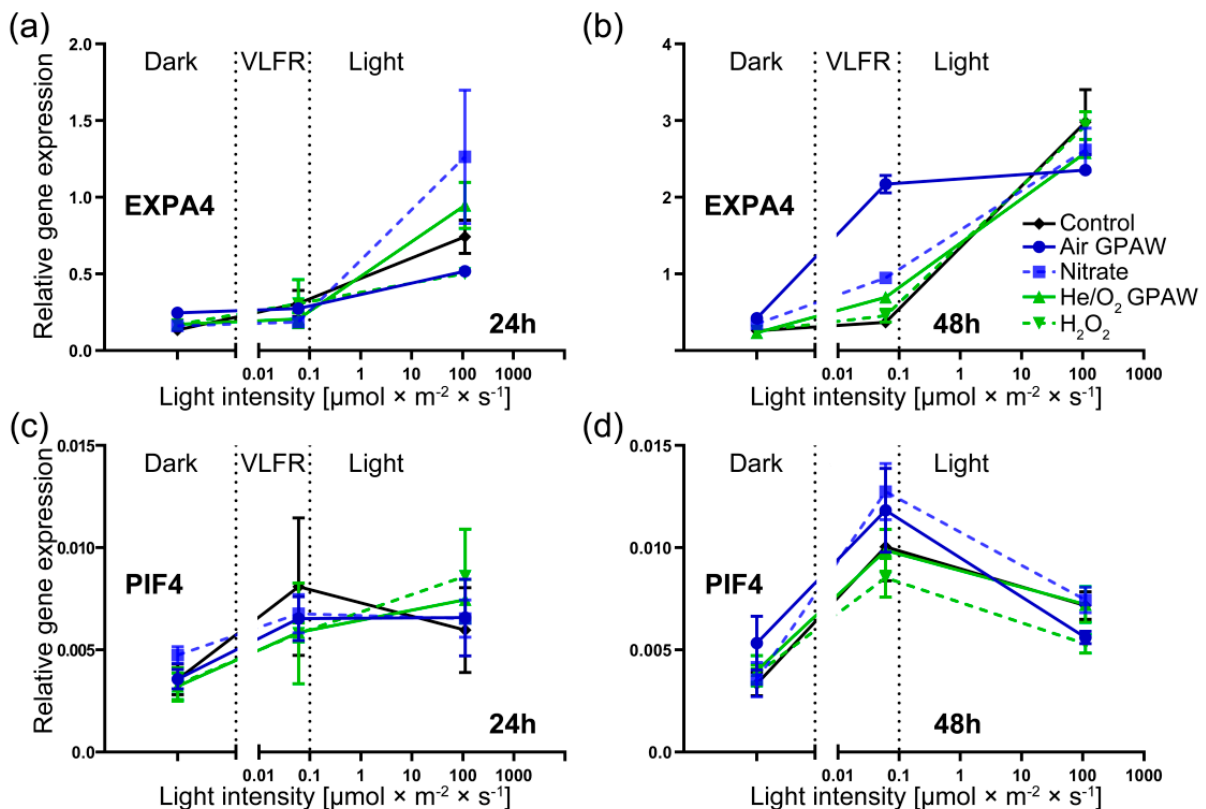 (a)
2.0
Dark
VLFR
Light
1.5
1.0
0.5
0.0
EXPA4
24h
Relative gene expression
0.01 0.1 1 10 100 1000
Light intensity [µmol × m⁻² × s⁻¹]
(b)
4
Dark
VLFR
Light
3
2
1
EXPA4
48h
Control
Air GPAW
Nitrate
He/O₂ GPAW
H₂O₂
0.01 0.1 1 10 100 1000
Light intensity [µmol × m⁻² × s⁻¹]
(c)
0.015
Dark
VLFR
Light
0.010
0.005
0.0
PIF4
24h
Relative gene expression
0.01 0.1 1 10 100 1000
Light intensity [µmol × m⁻² × s⁻¹]
(d)
0.015
Dark
VLFR
Light
0.010
0.005
0.0
PIF4
48h
0.01 0.1 1 10 100 1000
Light intensity [µmol × m⁻² × s⁻¹]